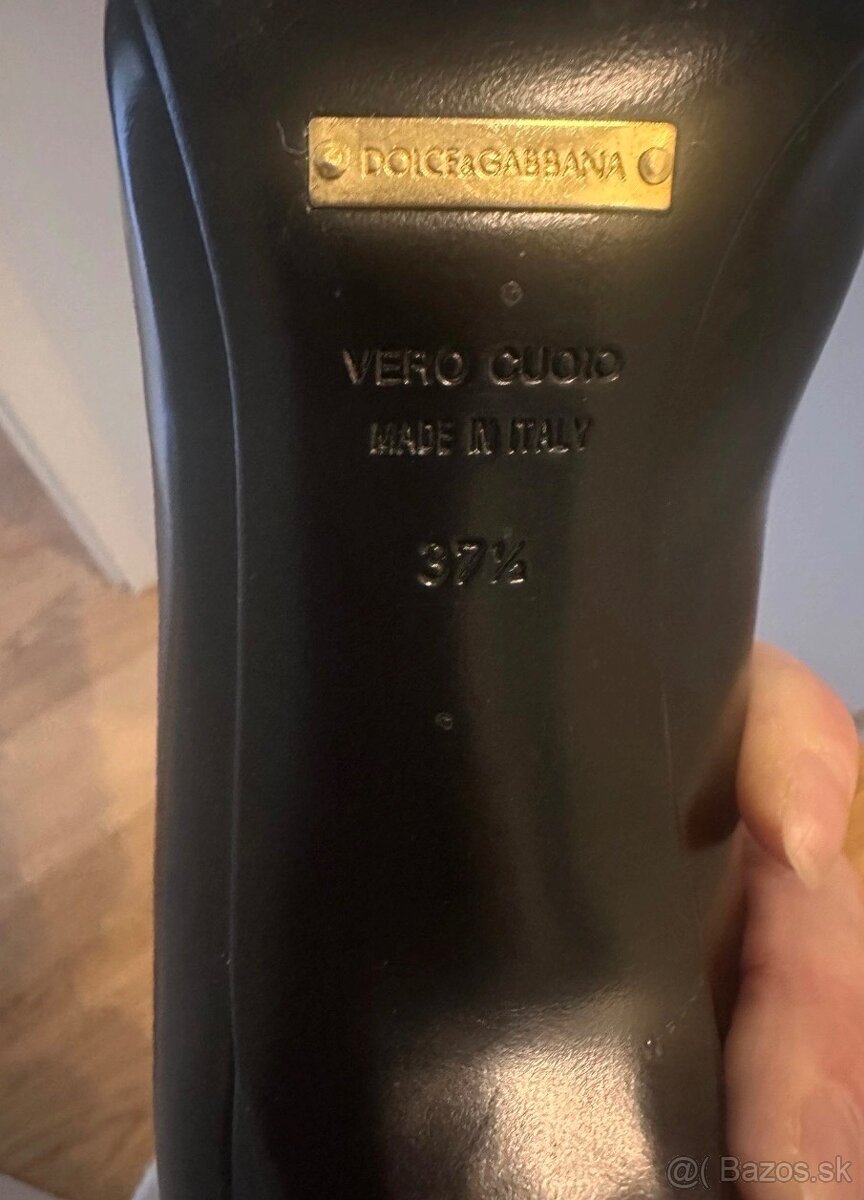 DOLCE&GABBANA
VERO CUOIO
MADE IN ITALY
37½
@( Bazos.sk